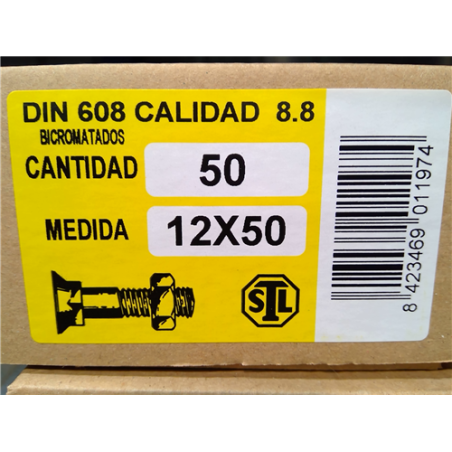 DIN 608 CALIDAD 8.8
BICROMATADOS
CANTIDAD 50
MEDIDA 12X50
STL
8 423469 011974